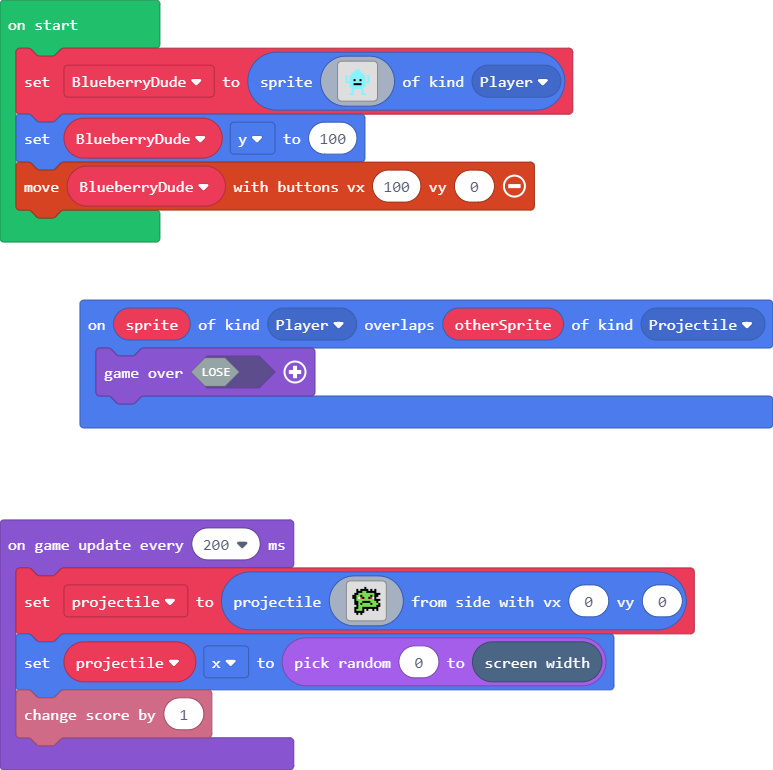 on start
set BlueberryDude to sprite of kind Player
set BlueberryDude y to 100
move BlueberryDude with buttons vx 100 vy 0
on sprite of kind Player overlaps otherSprite of kind Projectile
game over LOSE
on game update every 200 ms
set projectile to projectile from side with vx 0 vy 0
set projectile x to pick random 0 to screen width
change score by 1